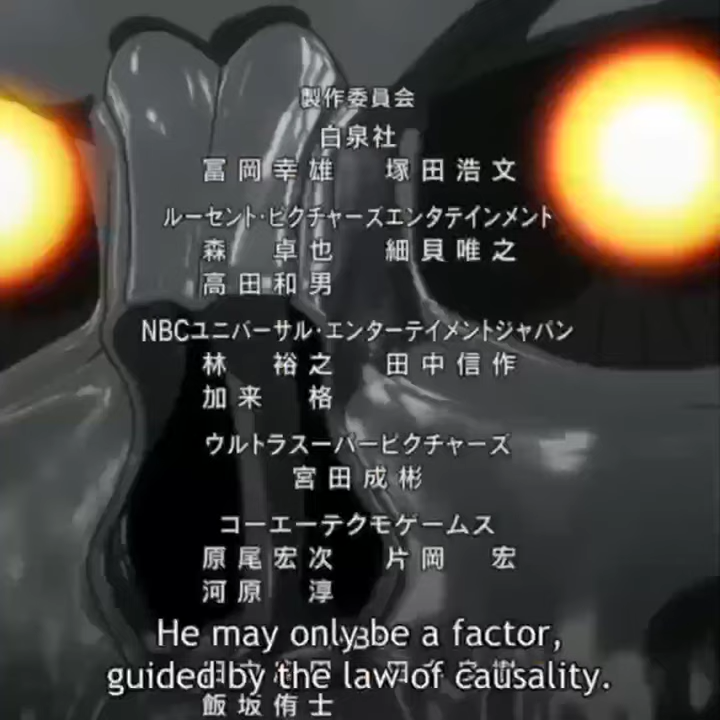 製作委員会
白泉社
冨岡幸雄 塚田浩文
ルーセント・ピクチャーズエンタテインメント
森 卓也 細貝唯之
高田和男
NBCユニバーサル・エンターテイメントジャパン
林 裕之 田中信作
加来 格
ウルトラスーパーピクチャーズ
宮田成彬
コーエーテクモゲームス
原尾宏次 片岡 宏
河原 淳
He may only be a factor,
guided by the law of causality.
飯坂侑士